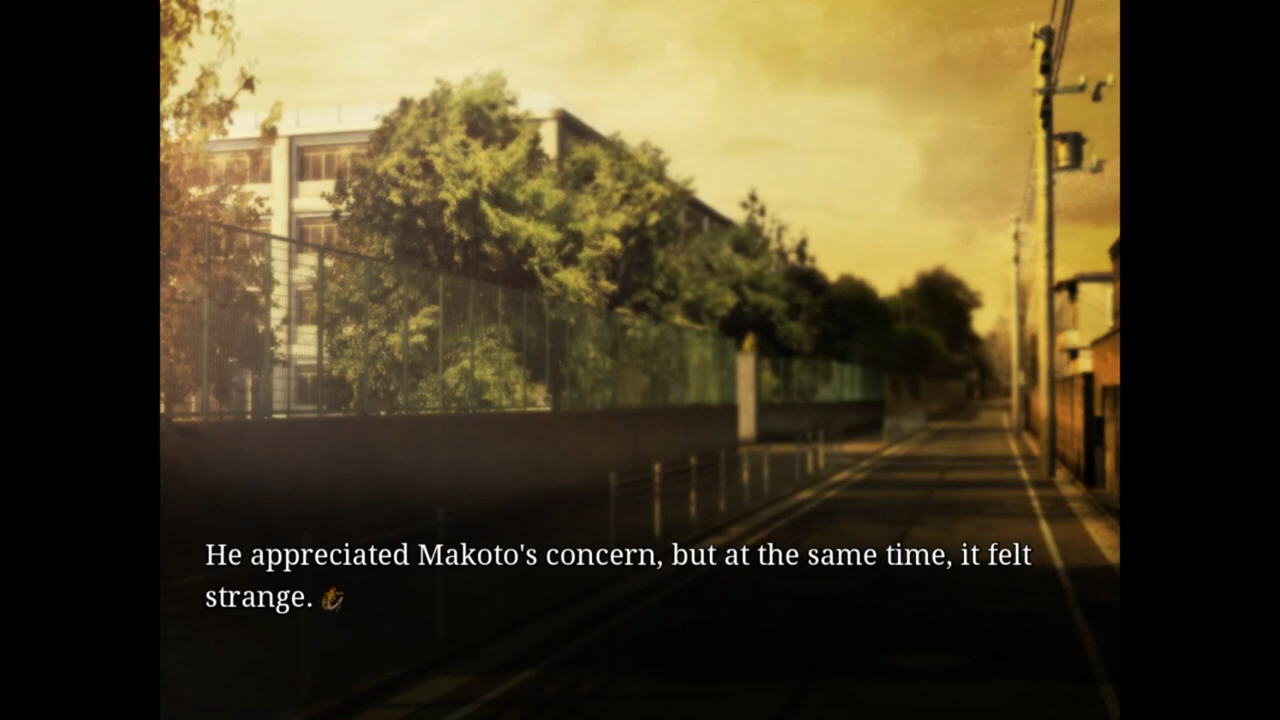 He appreciated Makoto's concern, but at the same time, it felt
strange.